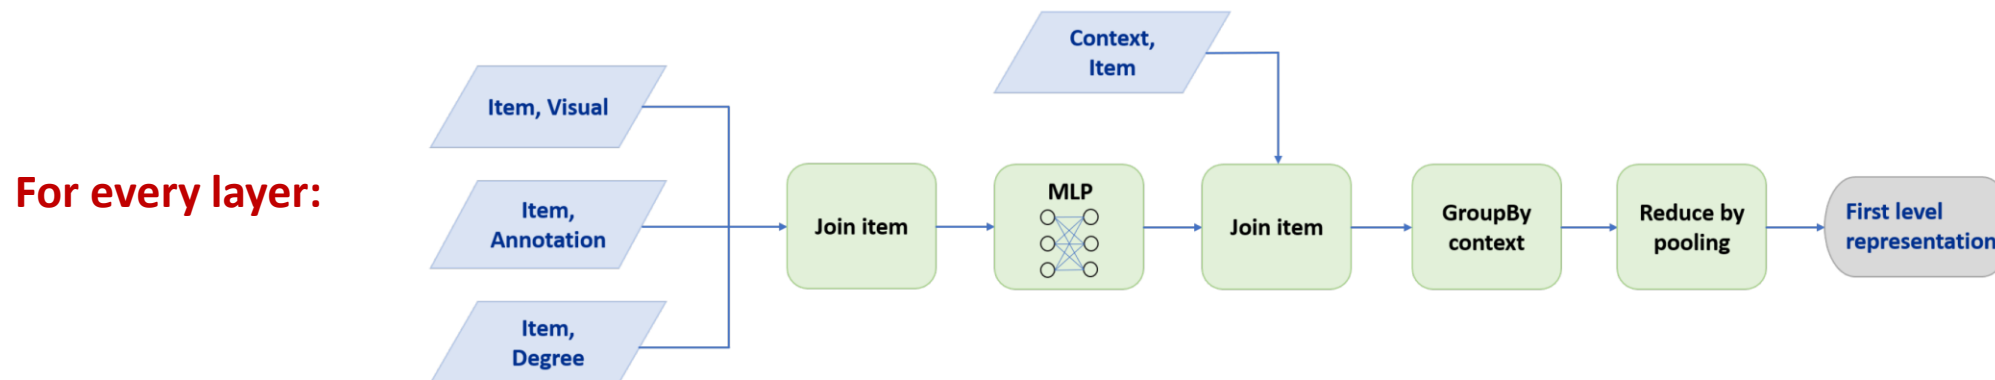 Context,
Item
Item, Visual
For every layer:
Item,
Annotation
Join item
MLP
Join item
GroupBy
context
Reduce by
pooling
First level
representation
Item,
Degree